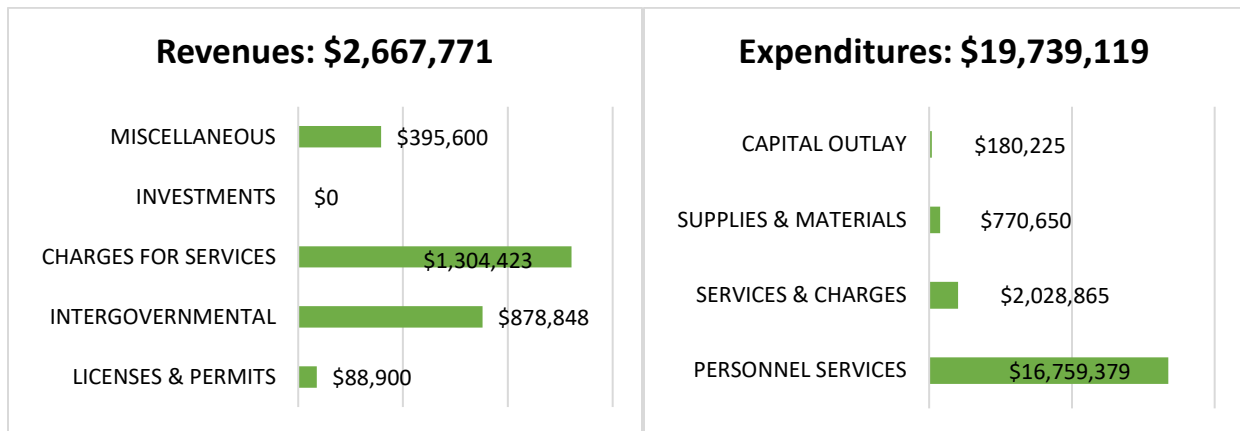 Revenues: $2,667,771
MISCELLANEOUS $395,600
INVESTMENTS $0
CHARGES FOR SERVICES $1,304,423
INTERGOVERNMENTAL $878,848
LICENSES & PERMITS $88,900
Expenditures: $19,739,119
CAPITAL OUTLAY $180,225
SUPPLIES & MATERIALS $770,650
SERVICES & CHARGES $2,028,865
PERSONNEL SERVICES $16,759,379